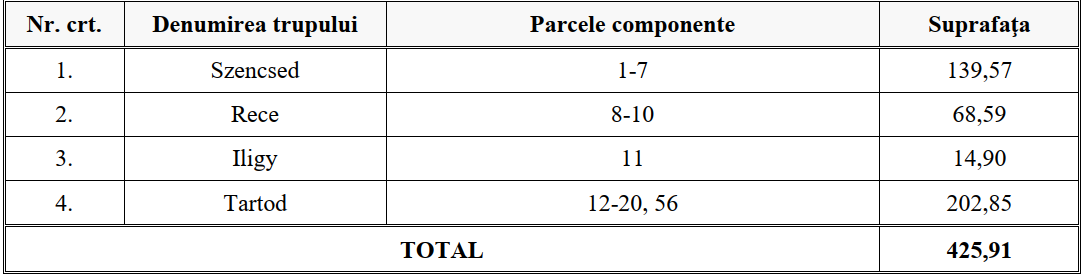 Nr. crt. Denumirea trupului Parcele componente Suprafaţa
1. Szencsed 1-7 139,57
2. Rece 8-10 68,59
3. Iligy 11 14,90
4. Tartod 12-20, 56 202,85
TOTAL 425,91